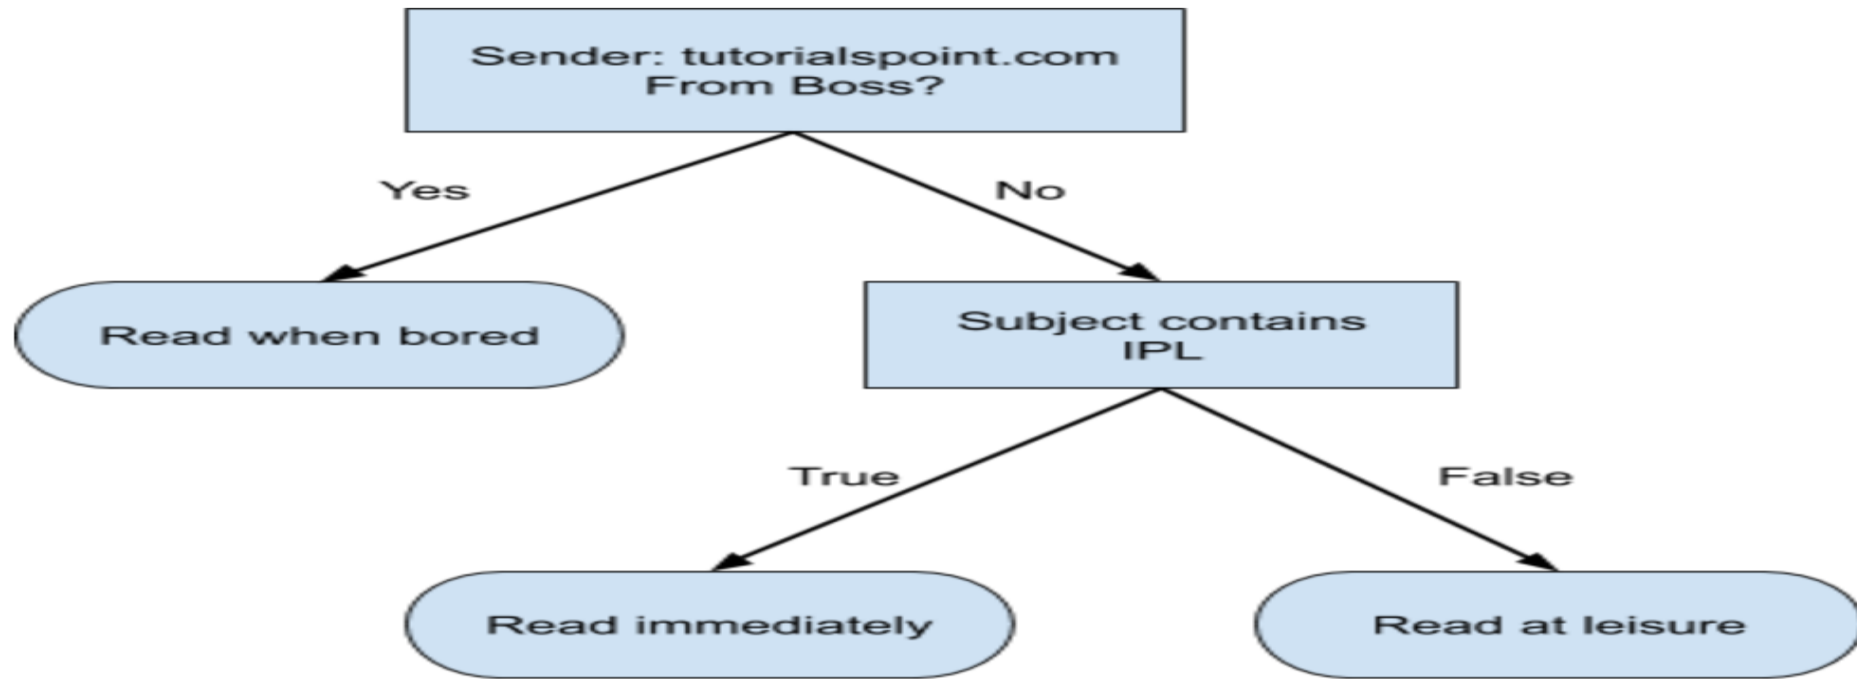 Sender: tutorialspoint.com
From Boss?
Yes
No
Read when bored
Subject contains
IPL
True
False
Read immediately
Read at leisure